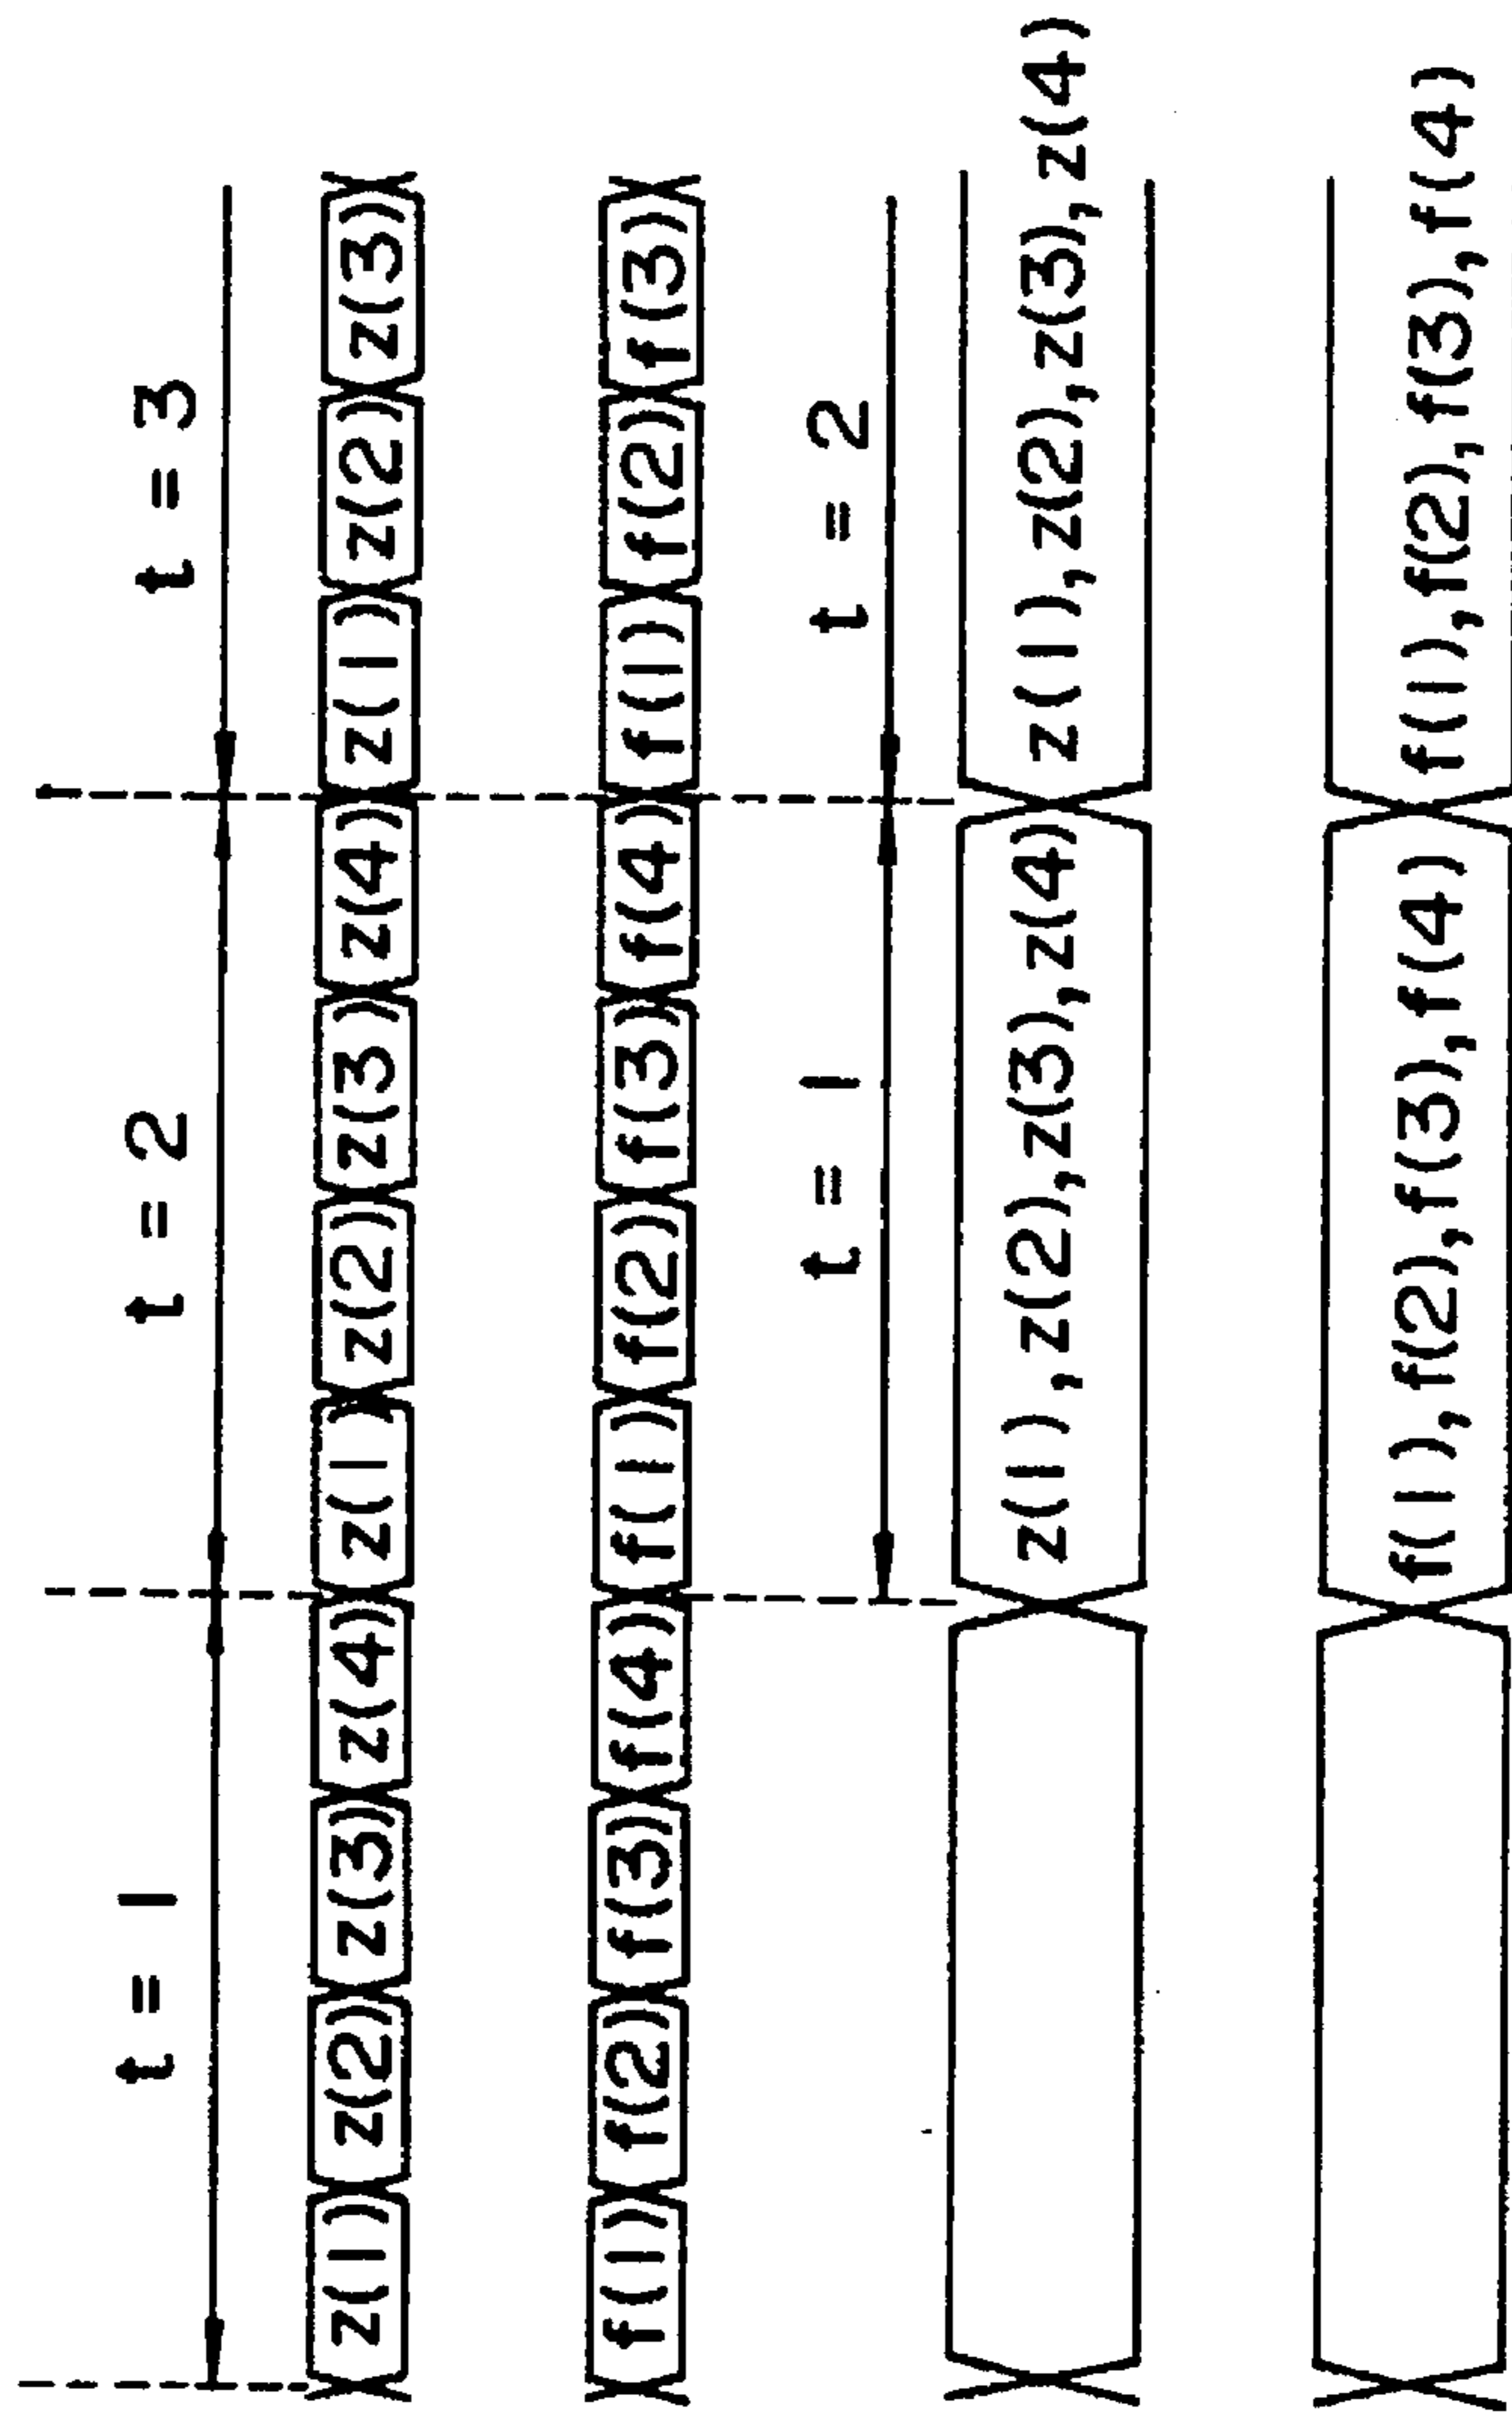 t = 1 t = 2 t = 3
z(1) z(2) z(3) z(4) z(1) z(2) z(3) z(4) z(1) z(2) z(3)
f(1) f(2) f(3) f(4) f(1) f(2) f(3) f(4) f(1) f(2) f(3)
t = 1 t = 2
z(1), z(2), z(3), z(4) z(1), z(2), z(3), z(4)
f(1), f(2), f(3), f(4) f(1), f(2), f(3), f(4)